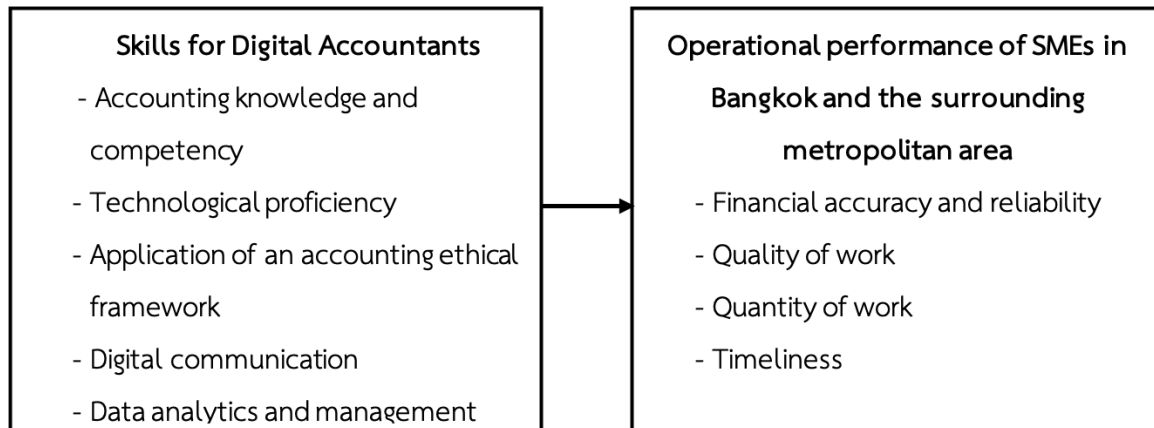 Skills for Digital Accountants
- Accounting knowledge and
competency
- Technological proficiency
- Application of an accounting ethical
framework
- Digital communication
- Data analytics and management
Operational performance of SMEs in
Bangkok and the surrounding
metropolitan area
- Financial accuracy and reliability
- Quality of work
- Quantity of work
- Timeliness